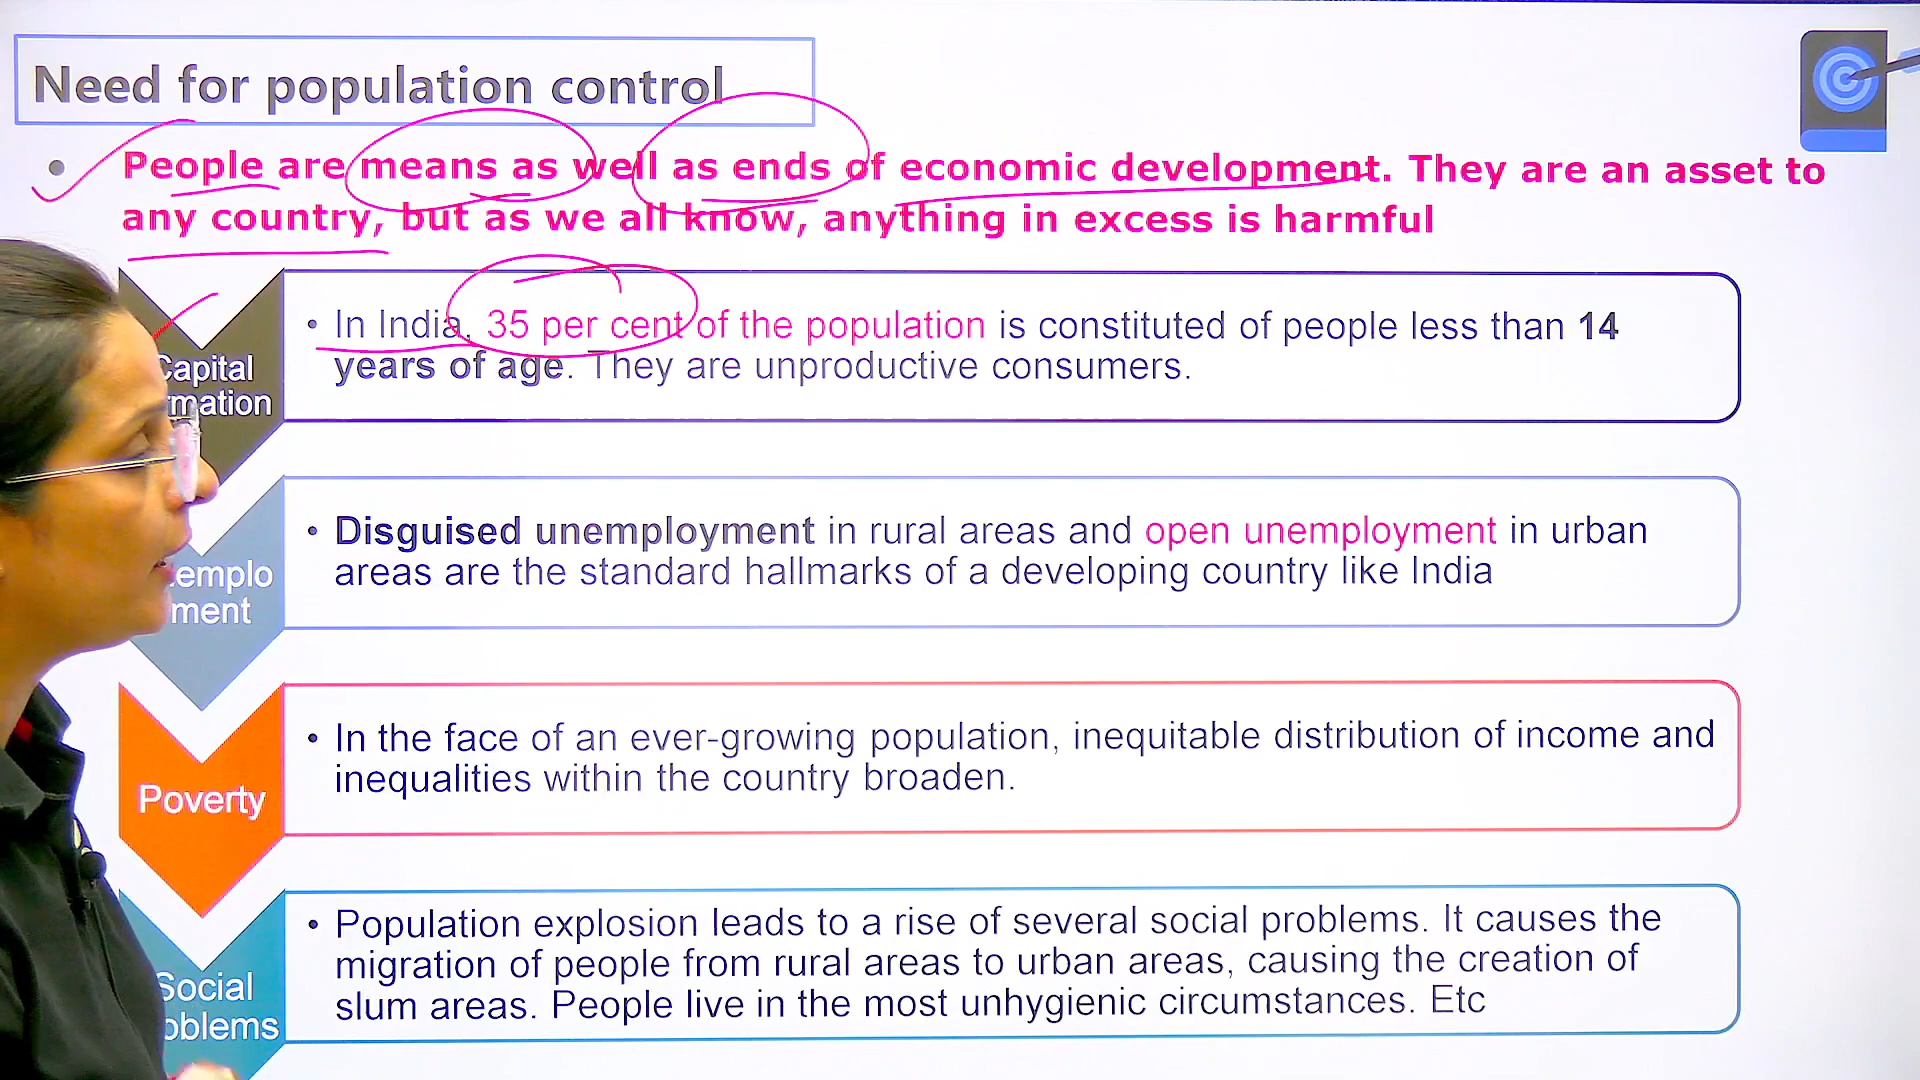 Need for population control
• People are means as well as ends of economic development. They are an asset to
any country, but as we all know, anything in excess is harmful
Capital
rmation
• In India, 35 per cent of the population is constituted of people less than 14
years of age. They are unproductive consumers.
emplo
ment
• Disguised unemployment in rural areas and open unemployment in urban
areas are the standard hallmarks of a developing country like India
Poverty
• In the face of an ever-growing population, inequitable distribution of income and
inequalities within the country broaden.
Social
oblems
• Population explosion leads to a rise of several social problems. It causes the
migration of people from rural areas to urban areas, causing the creation of
slum areas. People live in the most unhygienic circumstances. Etc